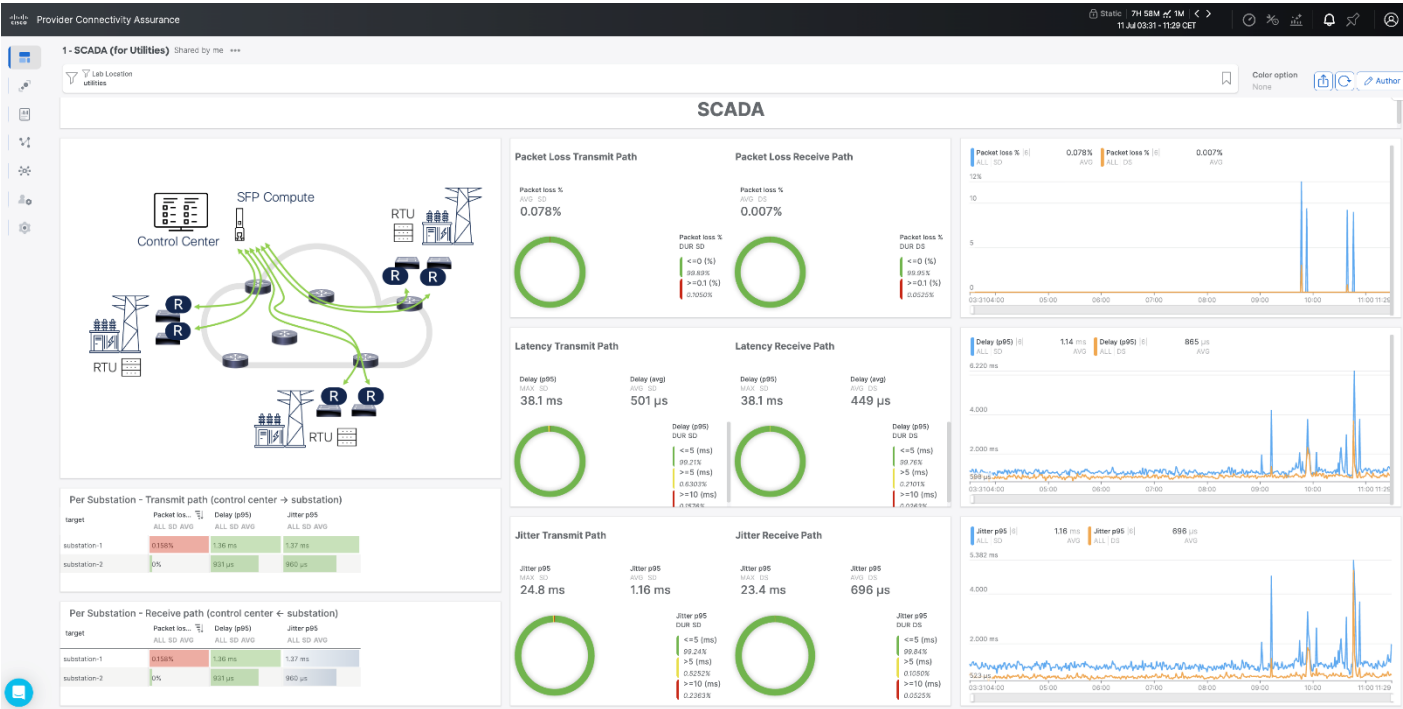 cisco Provider Connectivity Assurance
Static 7H 58M 1M
11 Jul 03:31 - 11:29 CET
1 - SCADA (for Utilities) Shared by me
Lab Location
utilities
Color option
None
Author
SCADA
SFP Compute
Control Center
RTU
R
R
R
R
RTU
R
R
RTU
Per Substation - Transmit path (control center → substation)
target Packet los... Delay (p95) Jitter p95
ALL SD AVG ALL SD AVG ALL SD AVG
substation-1 0.158% 1.36 ms 1.37 ms
substation-2 0% 931 µs 960 µs
Per Substation - Receive path (control center ← substation)
target Packet los... Delay (p95) Jitter p95
ALL SD AVG ALL SD AVG ALL SD AVG
substation-1 0.158% 1.36 ms 1.37 ms
substation-2 0% 931 µs 960 µs
Packet Loss Transmit Path
Packet loss %
AVG SD
0.078%
Packet loss %
DUR SD
<=0 (%)
99.89%
>=0.1 (%)
0.1050%
Packet Loss Receive Path
Packet loss %
AVG DS
0.007%
Packet loss %
DUR DS
<=0 (%)
99.95%
>=0.1 (%)
0.0525%
Latency Transmit Path
Delay (p95) Delay (avg)
MAX SD AVG SD
38.1 ms 501 µs
Delay (p95)
DUR SD
<=5 (ms)
99.21%
>=5 (ms)
0.6303%
>=10 (ms)
0.1576%
Latency Receive Path
Delay (p95) Delay (avg)
MAX DS AVG DS
38.1 ms 449 µs
Delay (p95)
DUR DS
<=5 (ms)
99.76%
>5 (ms)
0.2101%
>=10 (ms)
0.0263%
Jitter Transmit Path
Jitter p95 Jitter p95
MAX SD AVG SD
24.8 ms 1.16 ms
Jitter p95
DUR SD
<=5 (ms)
99.24%
>5 (ms)
0.5252%
>=10 (ms)
0.2363%
Jitter Receive Path
Jitter p95 Jitter p95
MAX DS AVG DS
23.4 ms 696 µs
Jitter p95
DUR DS
<=5 (ms)
99.84%
>5 (ms)
0.1050%
>=10 (ms)
0.0525%
Packet loss % |6| 0.078% Packet loss % |6| 0.007%
ALL | SD AVG ALL | DS AVG
12%
10
5
0
03:31 04:00 05:00 06:00 07:00 08:00 09:00 10:00 11:00 11:29
Delay (p95) |6| 1.14 ms Delay (p95) |6| 865 µs
ALL | SD AVG ALL | DS AVG
6.220 ms
4.000
2.000 ms
03:31 04:00 05:00 06:00 07:00 08:00 09:00 10:00 11:00 11:29
Jitter p95 |6| 1.16 ms Jitter p95 |6| 696 µs
ALL | SD AVG ALL | DS AVG
5.382 ms
4.000
2.000 ms
523 µs
03:31 04:00 05:00 06:00 07:00 08:00 09:00 10:00 11:00 11:29